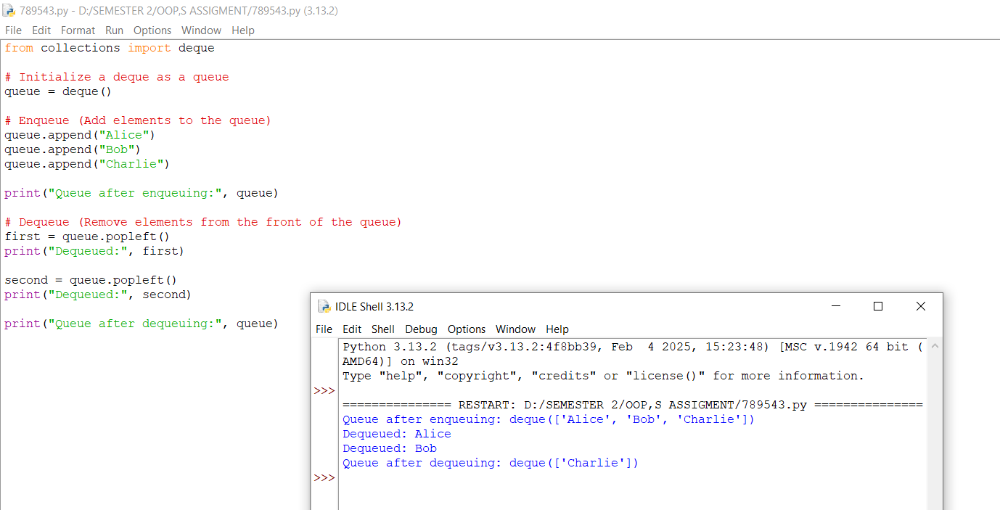 789543.py - D:/SEMESTER 2/OOP,S ASSIGMENT/789543.py (3.13.2)
File Edit Format Run Options Window Help
from collections import deque
# Initialize a deque as a queue
queue = deque()
# Enqueue (Add elements to the queue)
queue.append("Alice")
queue.append("Bob")
queue.append("Charlie")
print("Queue after enqueuing:", queue)
# Dequeue (Remove elements from the front of the queue)
first = queue.popleft()
print("Dequeued:", first)
second = queue.popleft()
print("Dequeued:", second)
print("Queue after dequeuing:", queue)
IDLE Shell 3.13.2
File Edit Shell Debug Options Window Help
Python 3.13.2 (tags/v3.13.2:4f8bb39, Feb  4 2025, 15:23:48) [MSC v.1942 64 bit (
AMD64)] on win32
Type "help", "copyright", "credits" or "license()" for more information.
>>>
=============== RESTART: D:/SEMESTER 2/OOP,S ASSIGMENT/789543.py ===============
Queue after enqueuing: deque(['Alice', 'Bob', 'Charlie'])
Dequeued: Alice
Dequeued: Bob
Queue after dequeuing: deque(['Charlie'])
>>>